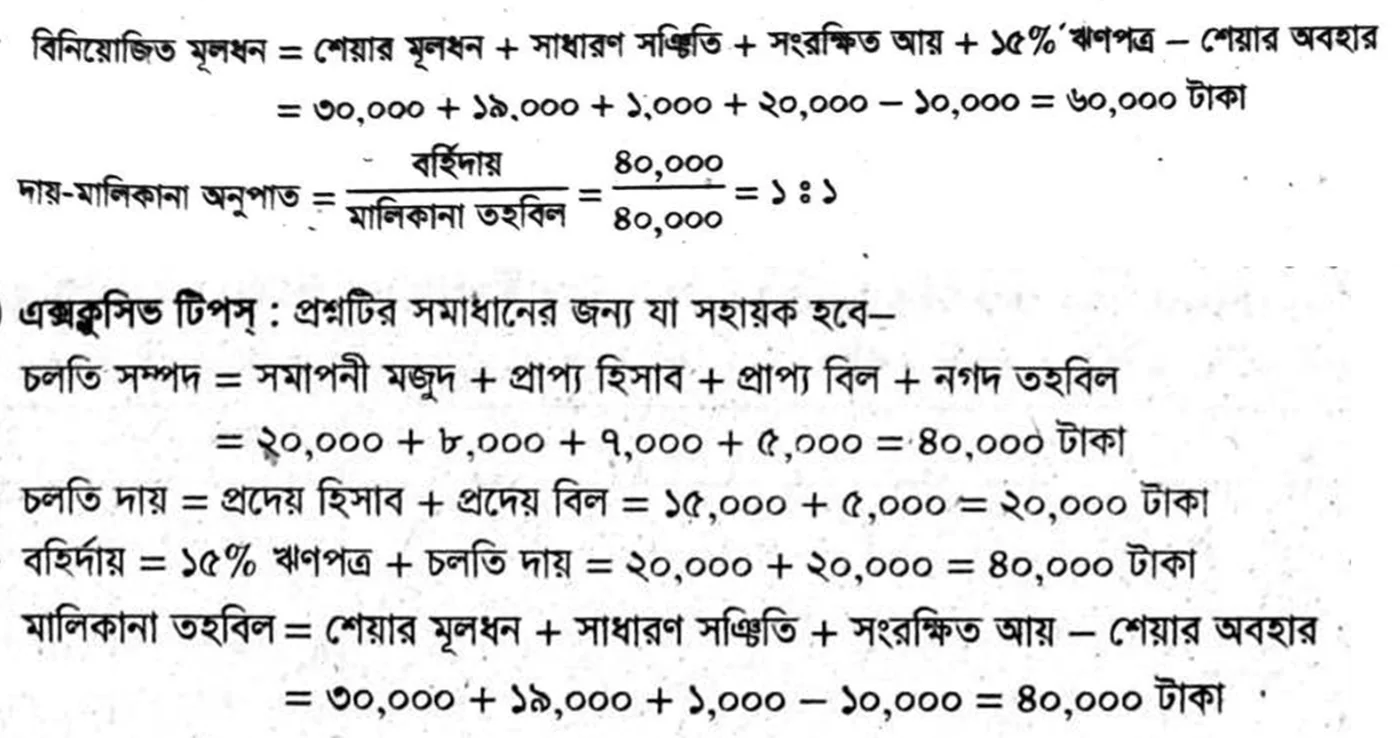 বিনিয়োজিত মূলধন = শেয়ার মূলধন + সাধারণ সঞ্চিতি + সংরক্ষিত আয় + ১৫% ঋণপত্র – শেয়ার অবহার
= ৩০,০০০ + ১৯,০০০ + ১,০০০ + ২০,০০০ – ১০,০০০ = ৬০,০০০ টাকা
দায়-মালিকানা অনুপাত = বর্হিদায় / মালিকানা তহবিল = ৪০,০০০ / ৪০,০০০ = ১ ঃ ১
এক্সক্লুসিভ টিপস্ : প্রশ্নটির সমাধানের জন্য যা সহায়ক হবে–
চলতি সম্পদ = সমাপনী মজুদ + প্রাপ্য হিসাব + প্রাপ্য বিল + নগদ তহবিল
= ২০,০০০ + ৮,০০০ + ৭,০০০ + ৫,০০০ = ৪০,০০০ টাকা
চলতি দায় = প্রদেয় হিসাব + প্রদেয় বিল = ১৫,০০০ + ৫,০০০ = ২০,০০০ টাকা
বহির্দায় = ১৫% ঋণপত্র + চলতি দায় = ২০,০০০ + ২০,০০০ = ৪০,০০০ টাকা
মালিকানা তহবিল = শেয়ার মূলধন + সাধারণ সঞ্চিতি + সংরক্ষিত আয় – শেয়ার অবহার
= ৩০,০০০ + ১৯,০০০ + ১,০০০ – ১০,০০০ = ৪০,০০০ টাকা